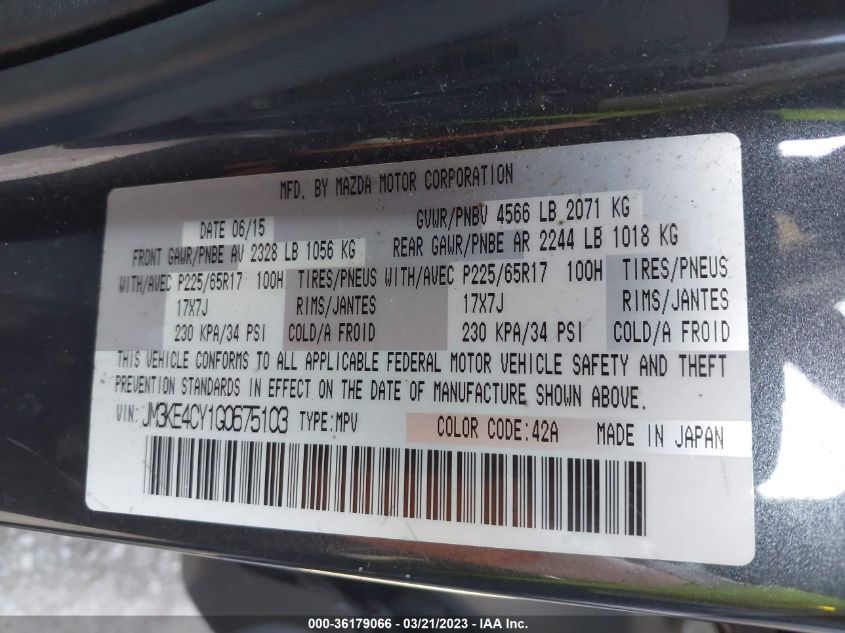 MFD. BY MAZDA MOTOR CORPORATION
DATE 06/15 GVWR/PNBV 4566 LB 2071 KG
FRONT GAWR/PNBE AV 2328 LB 1056 KG REAR GAWR/PNBE AR 2244 LB 1018 KG
WITH/AVEC P225/65R17 100H TIRES/PNEUS WITH/AVEC P225/65R17 100H TIRES/PNEUS
17X7J RIMS/JANTES 17X7J RIMS/JANTES
230 KPA/34 PSI COLD/A FROID 230 KPA/34 PSI COLD/A FROID
THIS VEHICLE CONFORMS TO ALL APPLICABLE FEDERAL MOTOR VEHICLE SAFETY AND THEFT
PREVENTION STANDARDS IN EFFECT ON THE DATE OF MANUFACTURE SHOWN ABOVE.
VIN: JM3KE4CY1G0675103 TYPE:MPV COLOR CODE:42A MADE IN JAPAN
000-36179066 - 03/21/2023 - IAAI.com